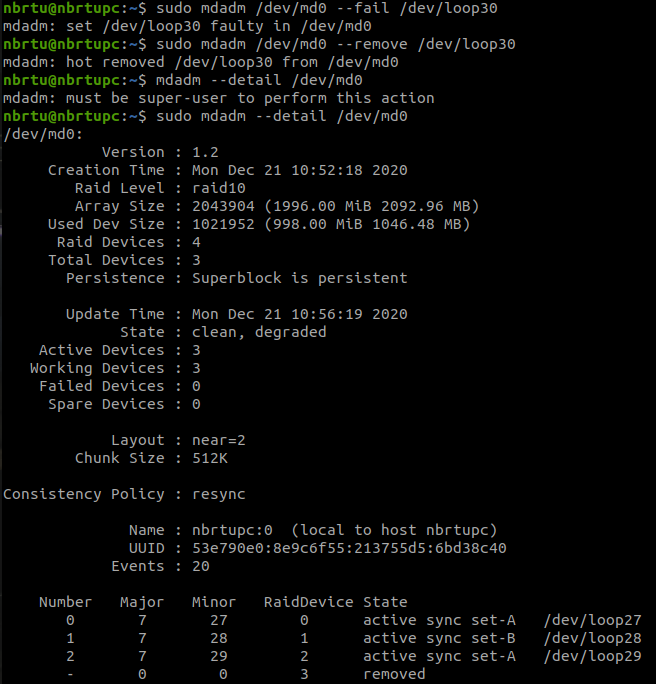 nbrtu@nbrtupc:~$ sudo mdadm /dev/md0 --fail /dev/loop30
mdadm: set /dev/loop30 faulty in /dev/md0
nbrtu@nbrtupc:~$ sudo mdadm /dev/md0 --remove /dev/loop30
mdadm: hot removed /dev/loop30 from /dev/md0
nbrtu@nbrtupc:~$ mdadm --detail /dev/md0
mdadm: must be super-user to perform this action
nbrtu@nbrtupc:~$ sudo mdadm --detail /dev/md0
/dev/md0:
           Version : 1.2
     Creation Time : Mon Dec 21 10:52:18 2020
        Raid Level : raid10
        Array Size : 2043904 (1996.00 MiB 2092.96 MB)
     Used Dev Size : 1021952 (998.00 MiB 1046.48 MB)
      Raid Devices : 4
     Total Devices : 3
       Persistence : Superblock is persistent

       Update Time : Mon Dec 21 10:56:19 2020
             State : clean, degraded
    Active Devices : 3
   Working Devices : 3
    Failed Devices : 0
     Spare Devices : 0

            Layout : near=2
        Chunk Size : 512K

Consistency Policy : resync

              Name : nbrtupc:0  (local to host nbrtupc)
              UUID : 53e790e0:8e9c6f55:213755d5:6bd38c40
            Events : 20

    Number   Major   Minor   RaidDevice State
       0       7       27        0      active sync set-A   /dev/loop27
       1       7       28        1      active sync set-B   /dev/loop28
       2       7       29        2      active sync set-A   /dev/loop29
       -       0        0        3      removed